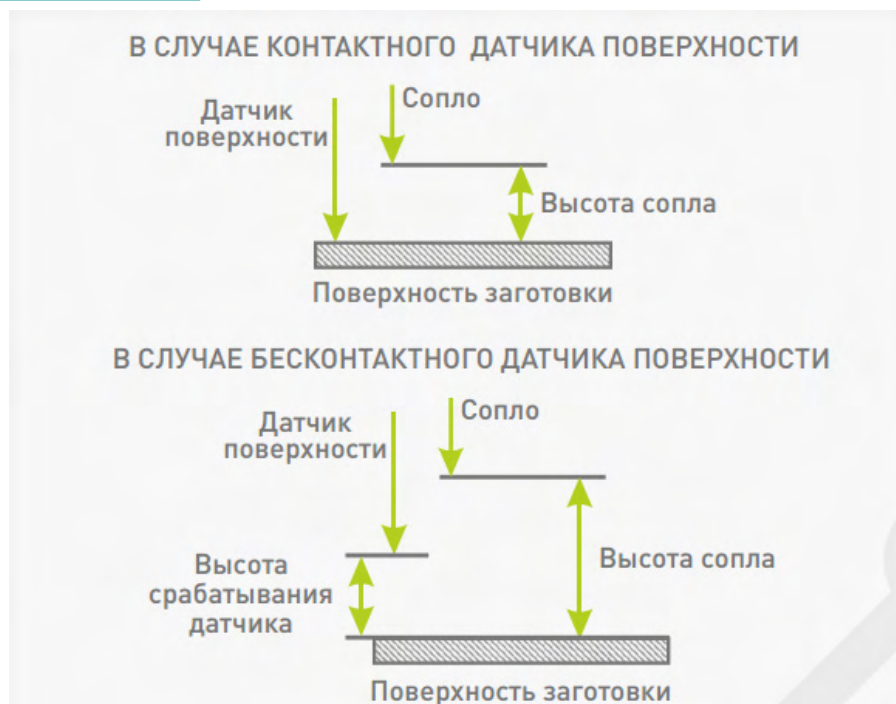 В СЛУЧАЕ КОНТАКТНОГО ДАТЧИКА ПОВЕРХНОСТИ
Сопло
Датчик
поверхности
Высота сопла
Поверхность заготовки
В СЛУЧАЕ БЕСКОНТАКТНОГО ДАТЧИКА ПОВЕРХНОСТИ
Сопло
Датчик
поверхности
Высота
срабатывания
датчика
Высота сопла
Поверхность заготовки